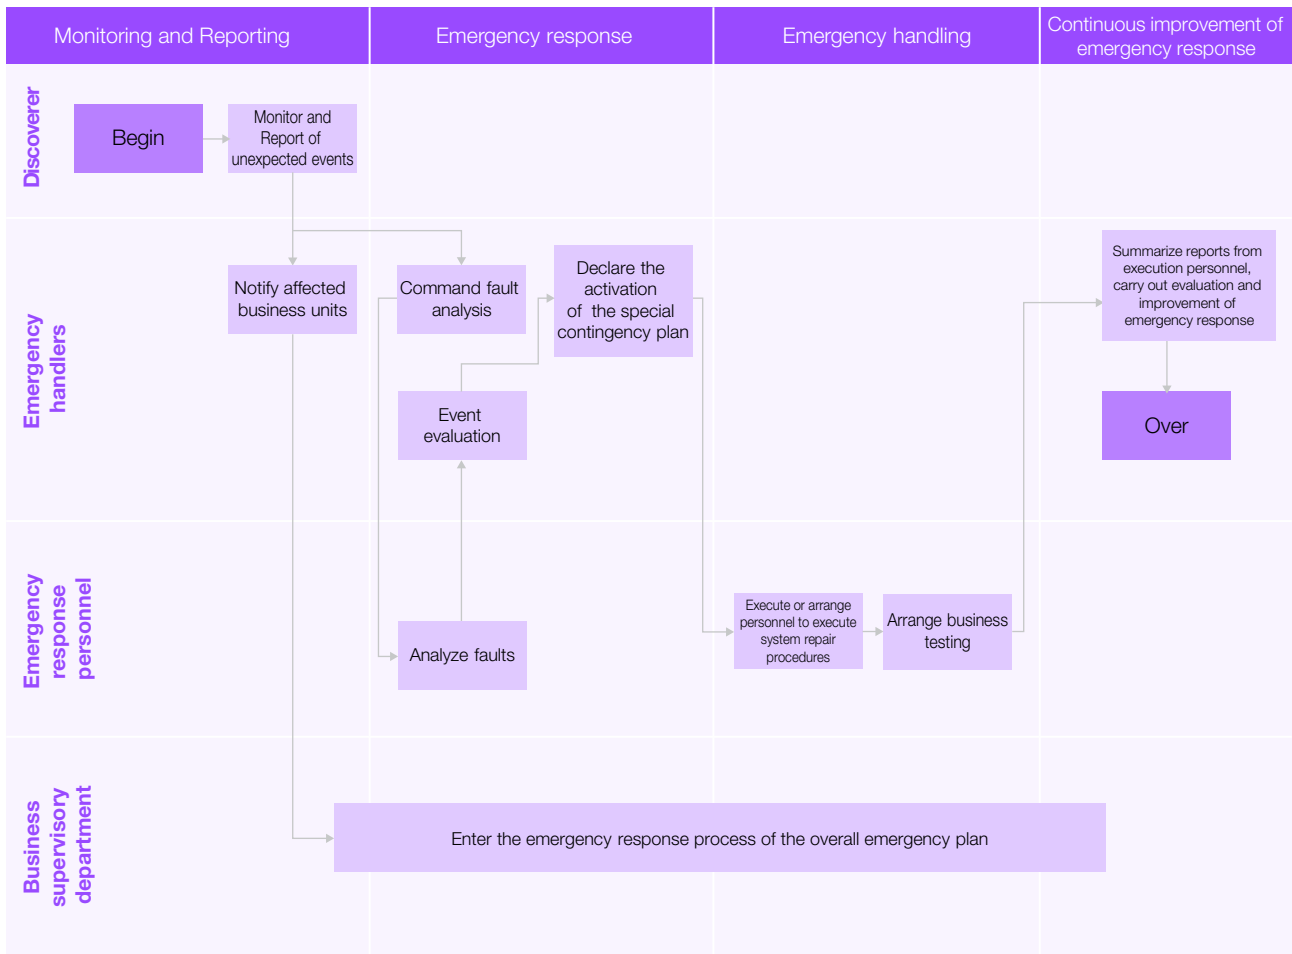 Monitoring and Reporting
Emergency response
Emergency handling
Continuous improvement of
emergency response
Discoverer
Begin
Monitor and
Report of
unexpected events
Emergency
handlers
Notify affected
business units
Command fault
analysis
Declare the
activation
of the special
contingency plan
Summarize reports from
execution personnel,
carry out evaluation and
improvement of
emergency response
Event
evaluation
Over
Emergency
response
personnel
Analyze faults
Execute or arrange
personnel to execute
system repair
procedures
Arrange business
testing
Business
supervisory
department
Enter the emergency response process of the overall emergency plan